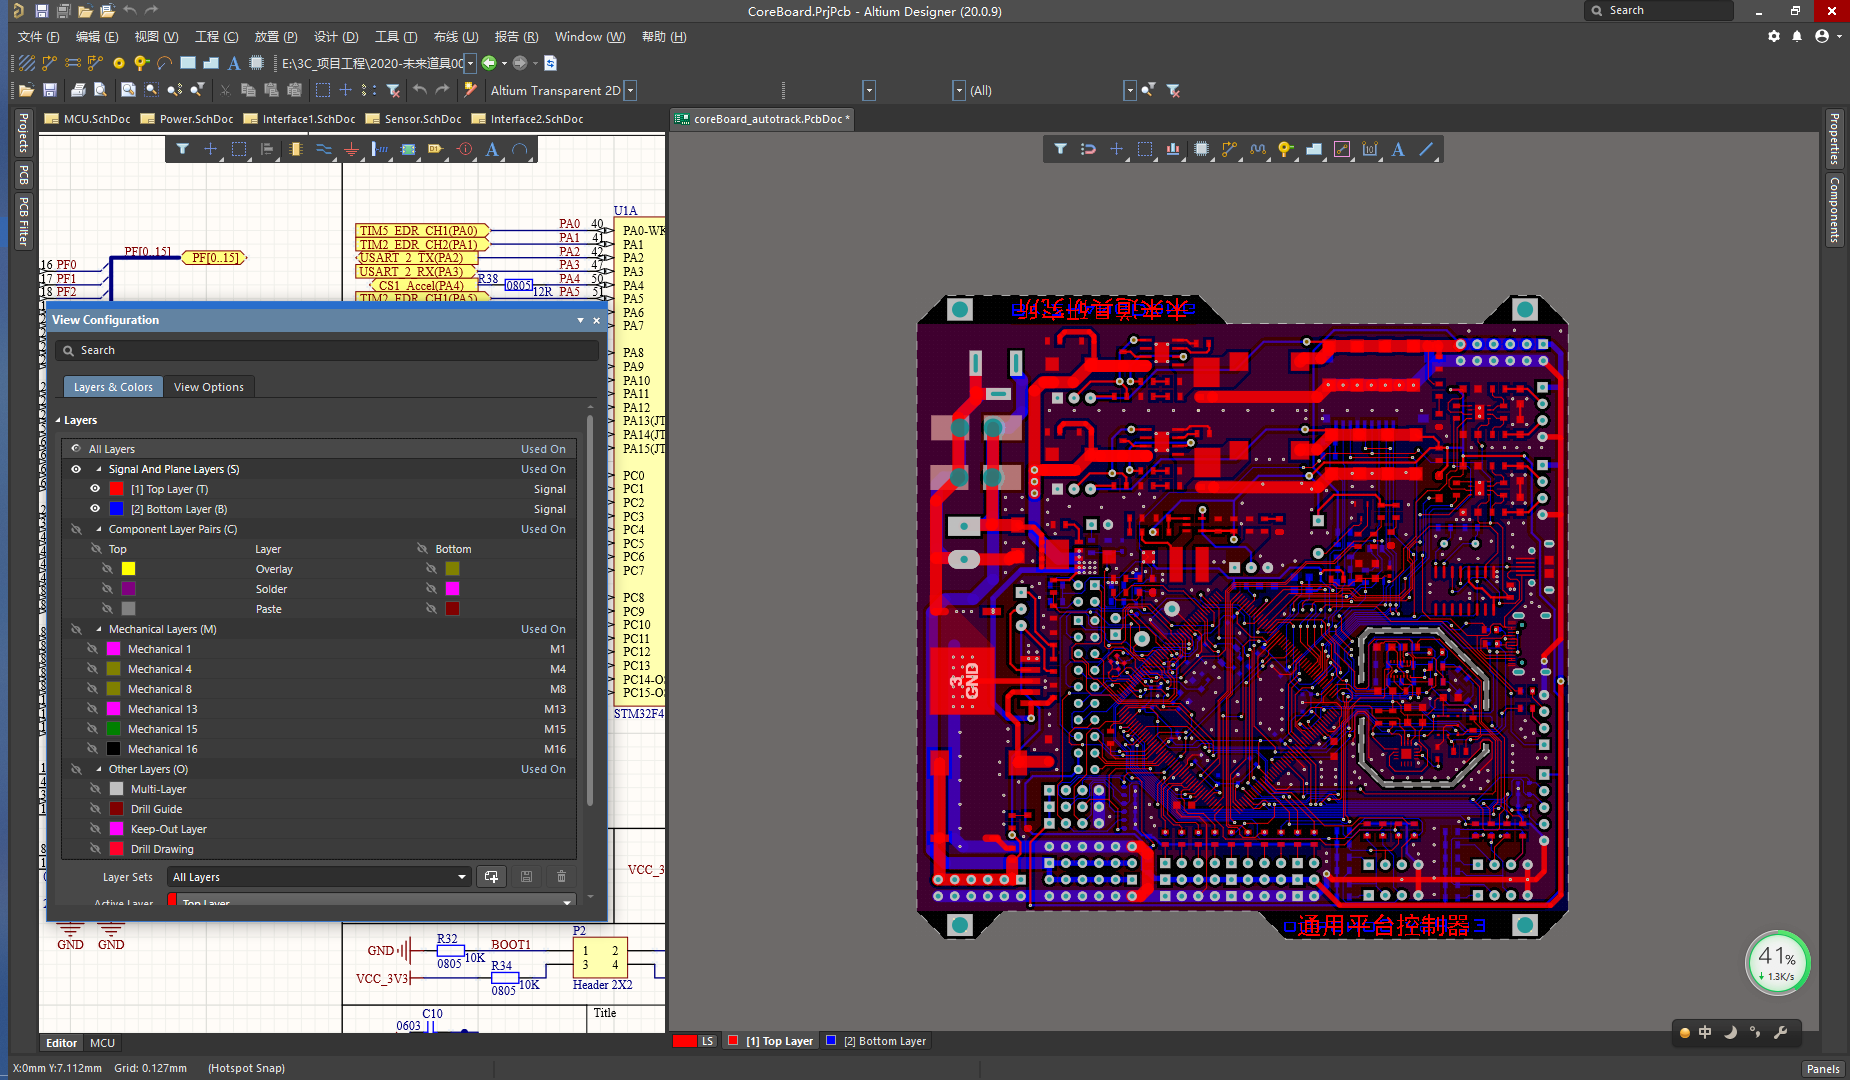 CoreBoard.PrjPcb - Altium Designer (20.0.9)
Search
文件 (F) 编辑 (E) 视图 (V) 工程 (C) 放置 (P) 设计 (D) 工具 (T) 布线 (U) 报告 (R) Window (W) 帮助 (H)
E:\3C_项目工程\2020-未来道具00
Altium Transparent 2D
(All)
MCU.SchDoc Power.SchDoc Interface1.SchDoc Sensor.SchDoc Interface2.SchDoc
coreBoard_autotrack.PcbDoc *
Projects
PCB
PCB Filter
Properties
Components
U1A
TIM5_EDR_CH1(PA0) PA0 40 PA0-WK
TIM2_EDR_CH2(PA1) PA1 41 PA1
USART_2_TX(PA2) PA2 42 PA2
USART_2_RX(PA3) PA3 47 PA3
CS1_Accel(PA4) R38 0805 12R PA4 50 PA4
TIM2_EDR_CH1(PA5) PA5 51 PA5
PF[0..15] PF[0..15]
16 PF0
17 PF1
18 PF2
PA6
PA7
PA8
PA9
PA10
PA11
PA12
PA13(JT
PA14(JT
PA15(JT
PC0
PC1
PC2
PC3
PC4
PC5
PC6
PC7
PC8
PC9
PC10
PC11
PC12
PC13
PC14-O
PC15-O
STM32F4
View Configuration
Search
Layers & Colors View Options
Layers
All Layers Used On
Signal And Plane Layers (S) Used On
[1] Top Layer (T) Signal
[2] Bottom Layer (B) Signal
Component Layer Pairs (C) Used On
Top Layer Bottom
Overlay
Solder
Paste
Mechanical Layers (M) Used On
Mechanical 1 M1
Mechanical 4 M4
Mechanical 8 M8
Mechanical 13 M13
Mechanical 15 M15
Mechanical 16 M16
Other Layers (O) Used On
Multi-Layer
Drill Guide
Keep-Out Layer
Drill Drawing
Layer Sets All Layers
Active Layer Top Layer
VCC_3
GND GND
GND R32 0805 10K BOOT1
VCC_3V3 R34 0805 10K
P2
1 2
3 4
Header 2X2
C10
0603
Title
未来道具研究所
3
GND
通用平台控制器
41%
1.3K/s
中
Editor MCU
LS [1] Top Layer [2] Bottom Layer
X:0mm Y:7.112mm Grid: 0.127mm (Hotspot Snap)
Panels